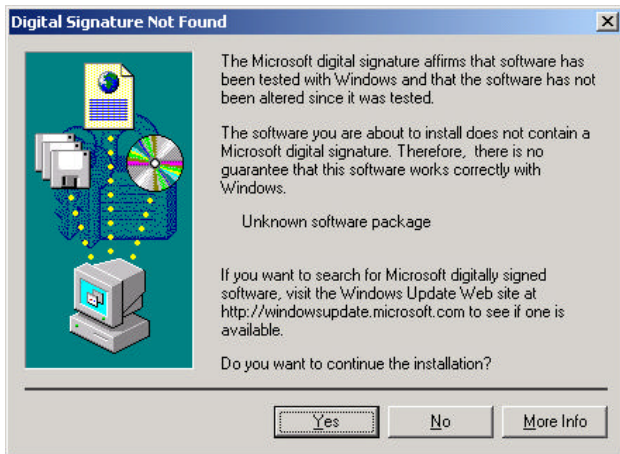 Digital Signature Not Found
The Microsoft digital signature affirms that software has
been tested with Windows and that the software has not
been altered since it was tested.
The software you are about to install does not contain a
Microsoft digital signature. Therefore, there is no
guarantee that this software works correctly with
Windows.
Unknown software package
If you want to search for Microsoft digitally signed
software, visit the Windows Update Web site at
http://windowsupdate.microsoft.com to see if one is
available.
Do you want to continue the installation?
Yes No More Info